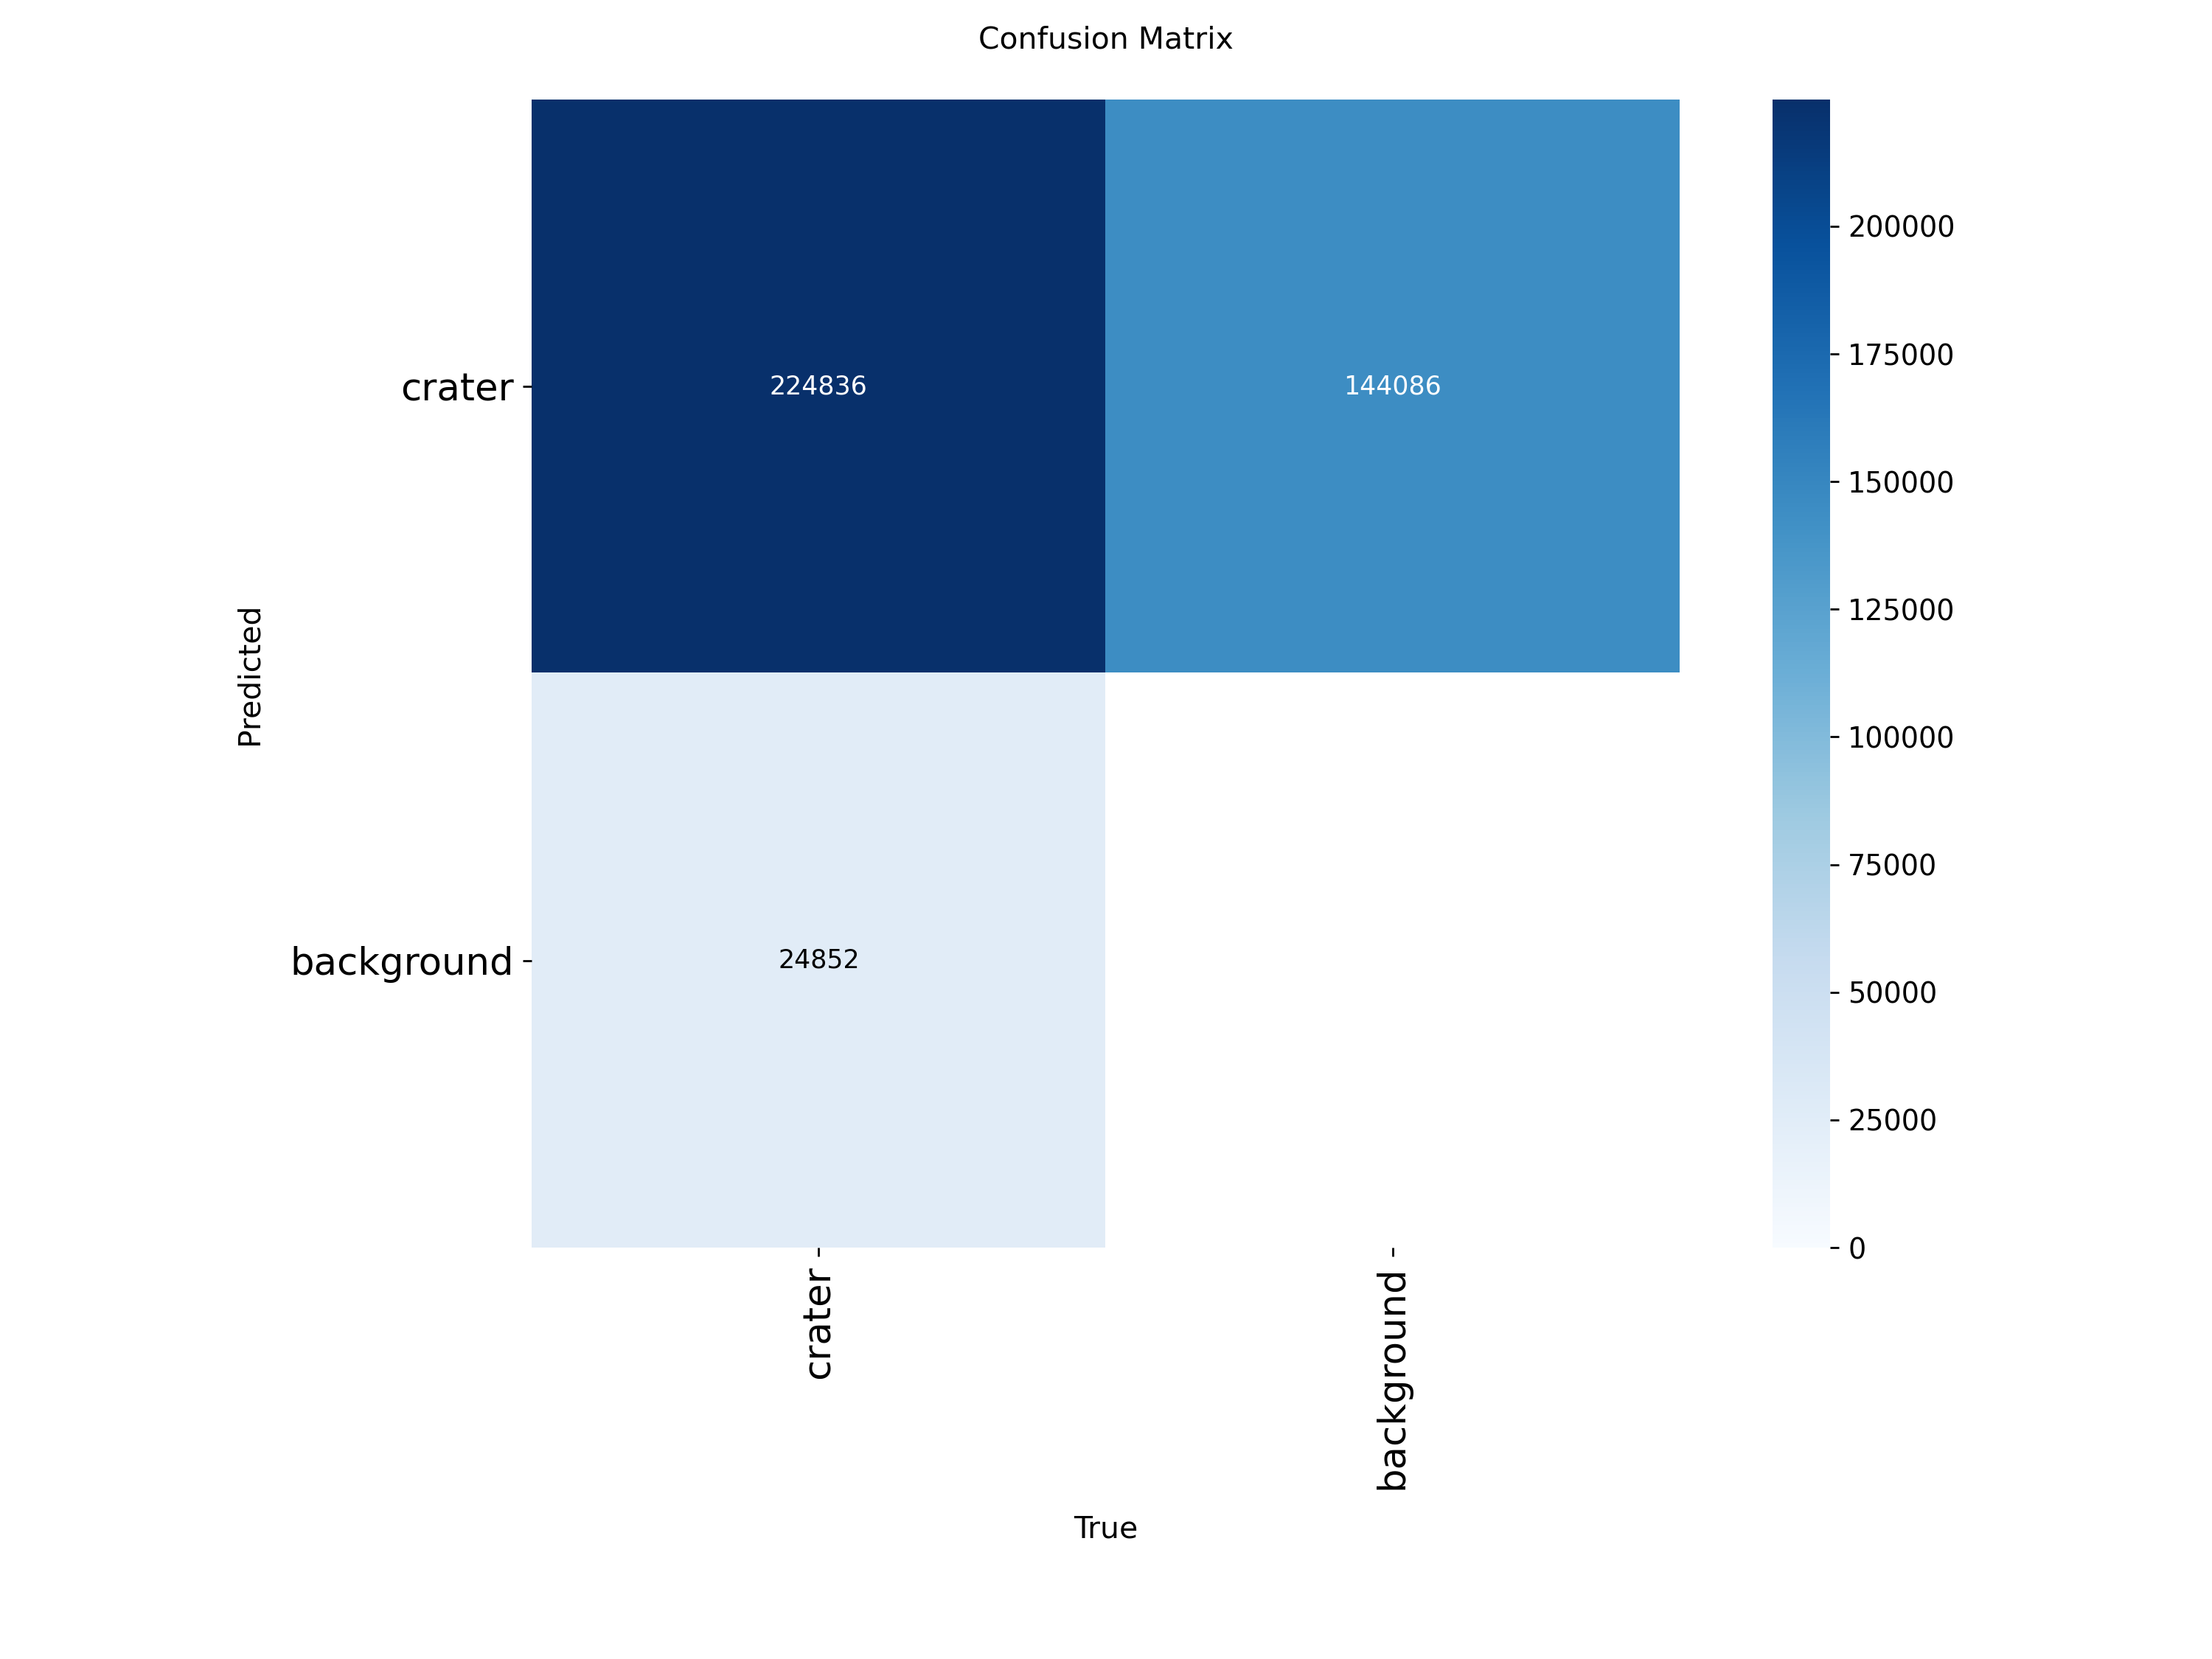 Confusion Matrix
crater
224836
144086
background
24852
Predicted
crater
background
True
200000
175000
150000
125000
100000
75000
50000
25000
0